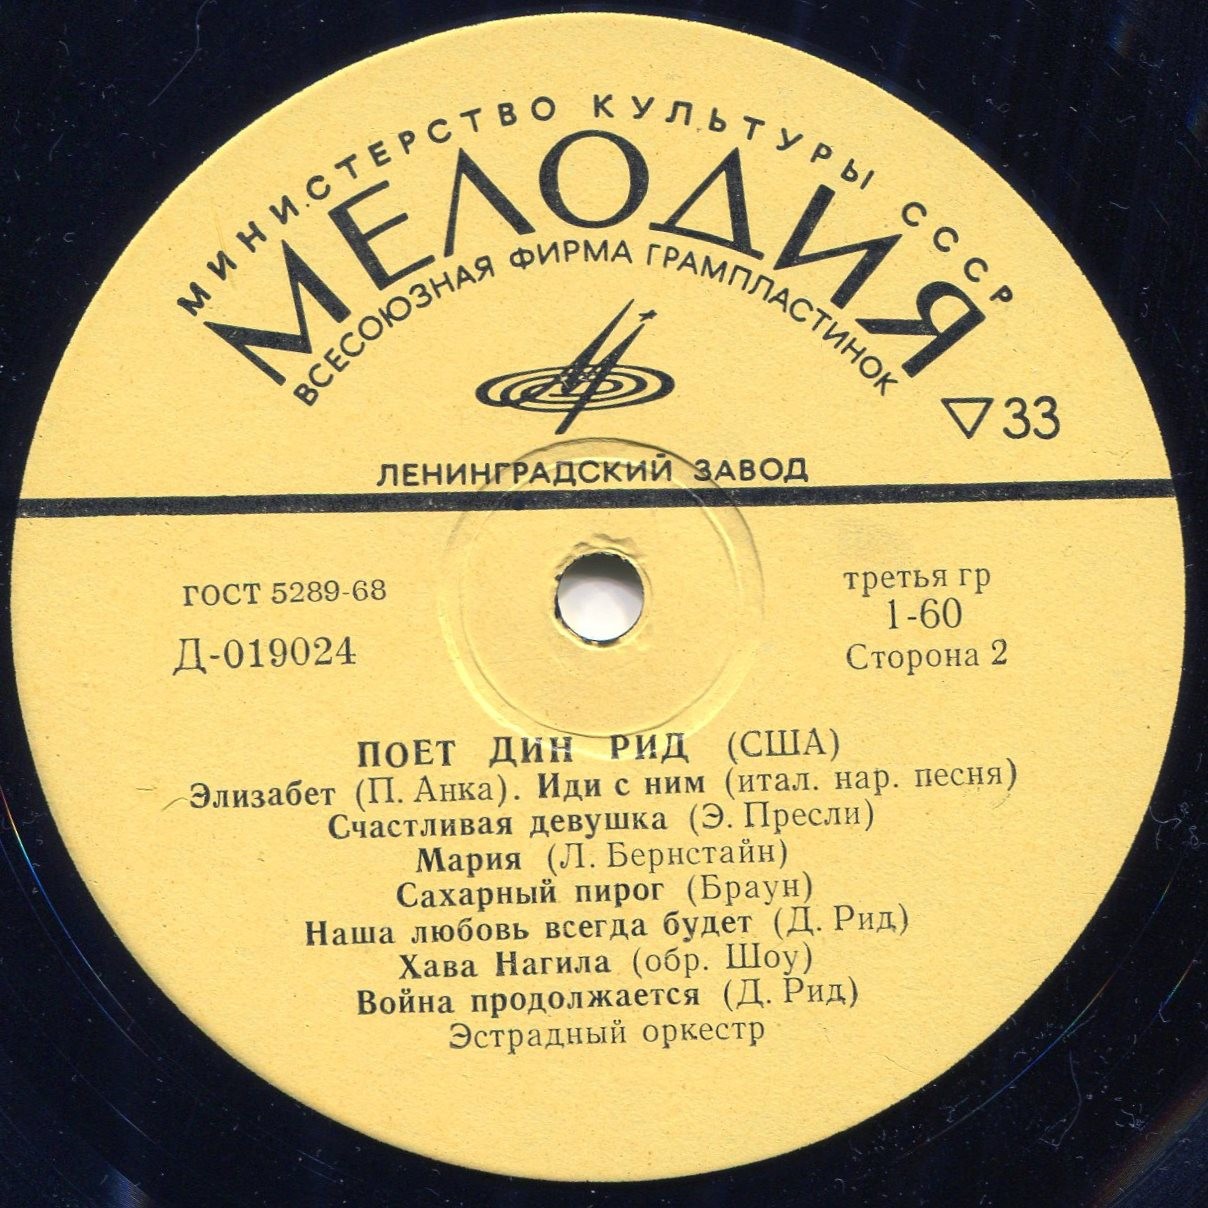 МИНИСТЕРСТВО КУЛЬТУРЫ СССР
МЕЛОДИЯ
ВСЕСОЮЗНАЯ ФИРМА ГРАМПЛАСТИНОК
▽33
ЛЕНИНГРАДСКИЙ ЗАВОД
ГОСТ 5289-68
Д-019024
третья гр
1-60
Сторона 2
ПОЕТ ДИН РИД (США)
Элизабет (П. Анка). Иди с ним (итал. нар. песня)
Счастливая девушка (Э. Пресли)
Мария (Л. Бернстайн)
Сахарный пирог (Браун)
Наша любовь всегда будет (Д. Рид)
Хава Нагила (обр. Шоу)
Война продолжается (Д. Рид)
Эстрадный оркестр